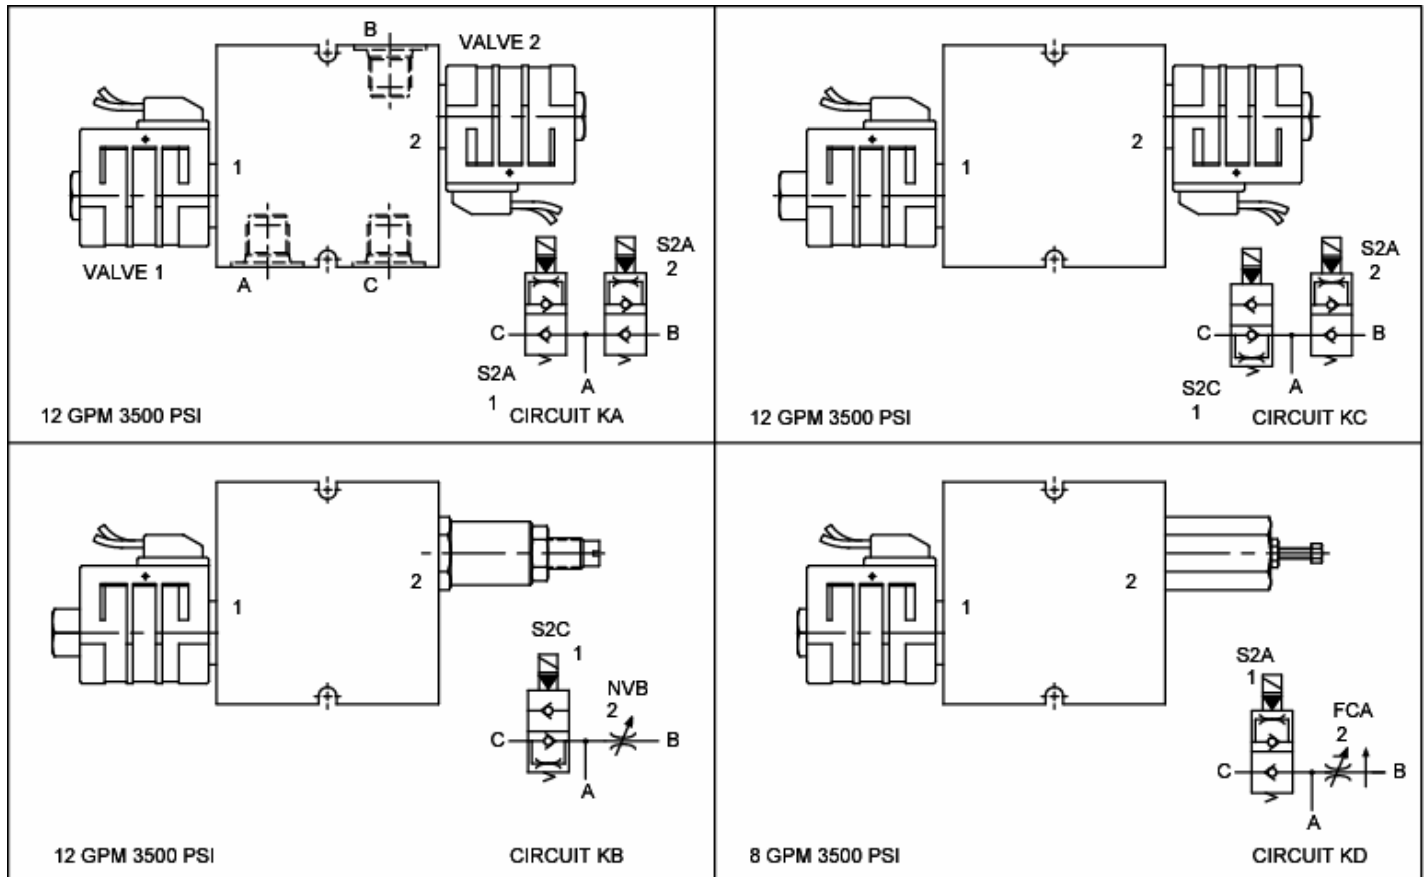 B
VALVE 2
2
1
VALVE 1
A
C
S2A
2
C
B
S2A
1
A
12 GPM 3500 PSI
CIRCUIT KA
2
1
S2A
2
C
B
S2C
1
A
12 GPM 3500 PSI
CIRCUIT KC
2
1
S2C
1
NVB
2
C
B
A
12 GPM 3500 PSI
CIRCUIT KB
2
1
S2A
1
FCA
2
C
B
A
8 GPM 3500 PSI
CIRCUIT KD